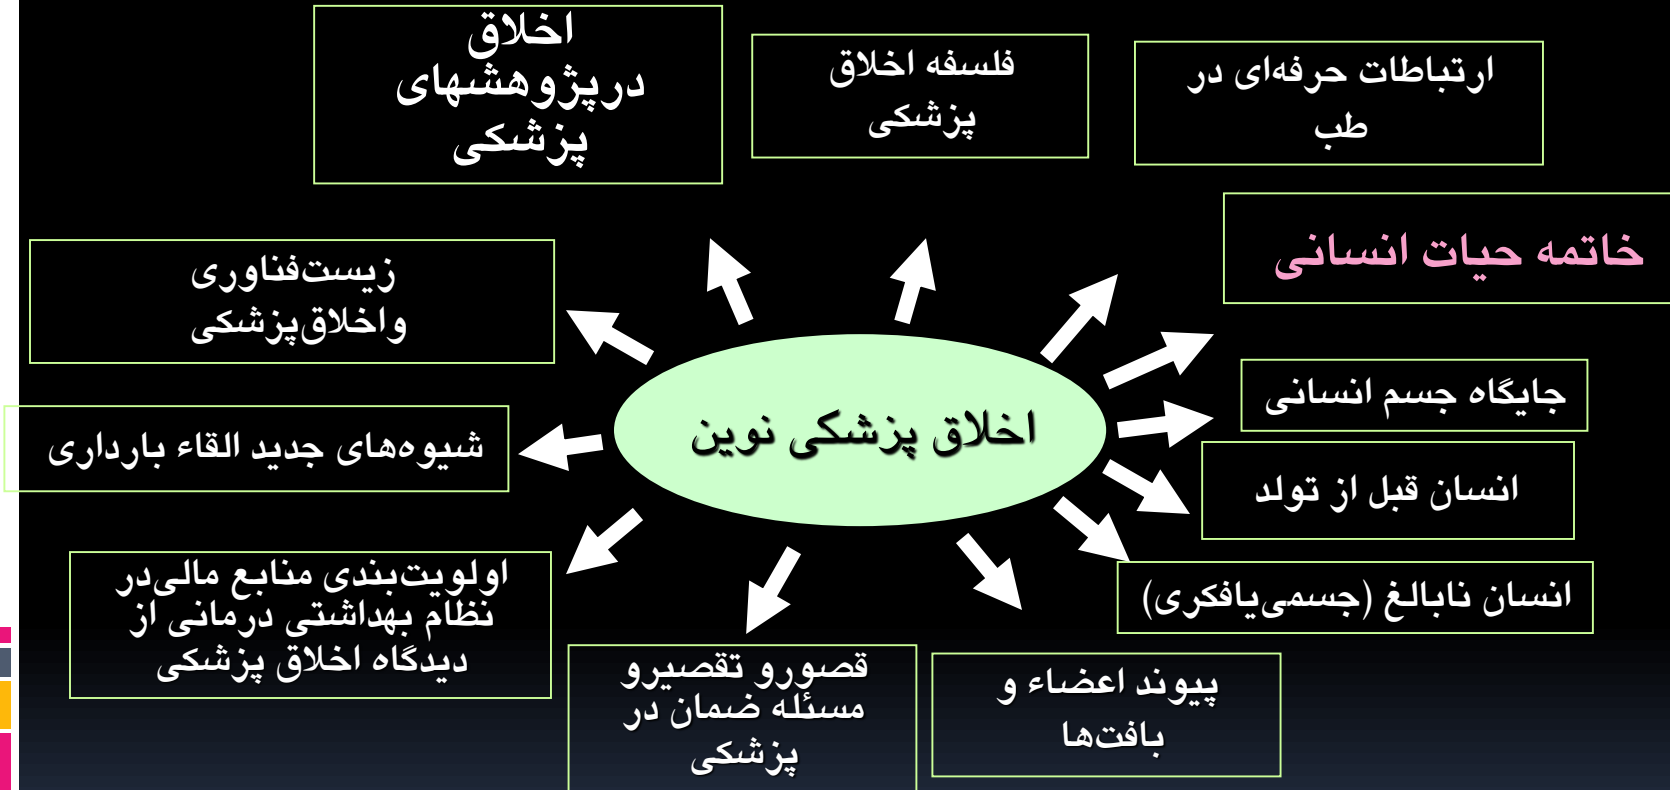 ارتباطات حرفه‌ای در
طب
فلسفه اخلاق
پزشکی
اخلاق
درپژوهشهای
پزشکی
خاتمه حیات انسانی
زیست‌فناوری
واخلاق‌پزشکی
جایگاه جسم انسانی
اخلاق پزشکی نوین
شیوه‌های جدید القاء بارداری
انسان قبل از تولد
انسان نابالغ (جسمی‌یافکری)
اولویت‌بندی منابع مالی‌در
نظام بهداشتی درمانی از
دیدگاه اخلاق پزشکی
پیوند اعضاء و
بافت‌ها
قصورو تقصیرو
مسئله ضمان در
پزشکی